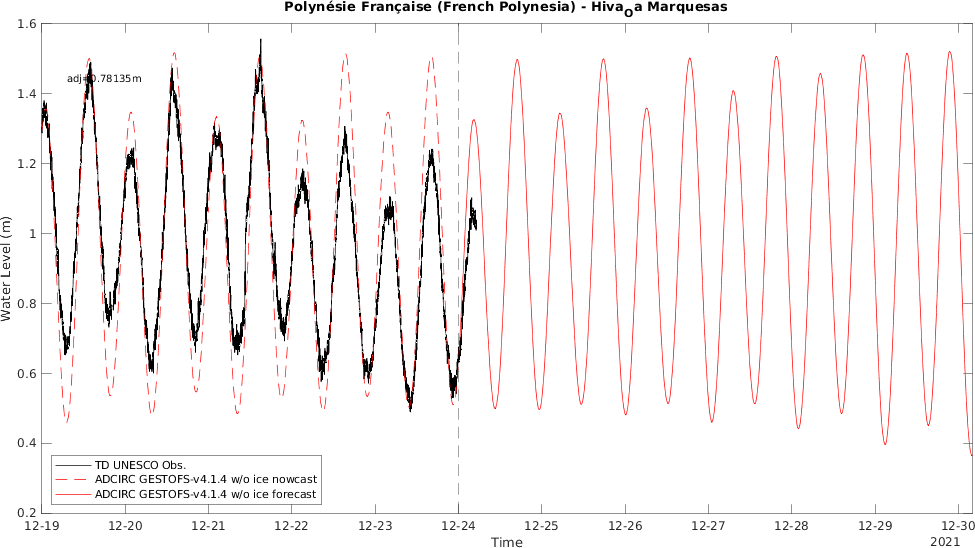 Polynésie Française (French Polynesia) - Hiva_Oa Marquesas
1.6
adj=0.78135m
1.4
1.2
1
0.8
0.6
0.4
0.2
Water Level (m)
TD UNESCO Obs.
ADCIRC GESTOFS-v4.1.4 w/o ice nowcast
ADCIRC GESTOFS-v4.1.4 w/o ice forecast
12-19 12-20 12-21 12-22 12-23 12-24 12-25 12-26 12-27 12-28 12-29 12-30
Time
2021